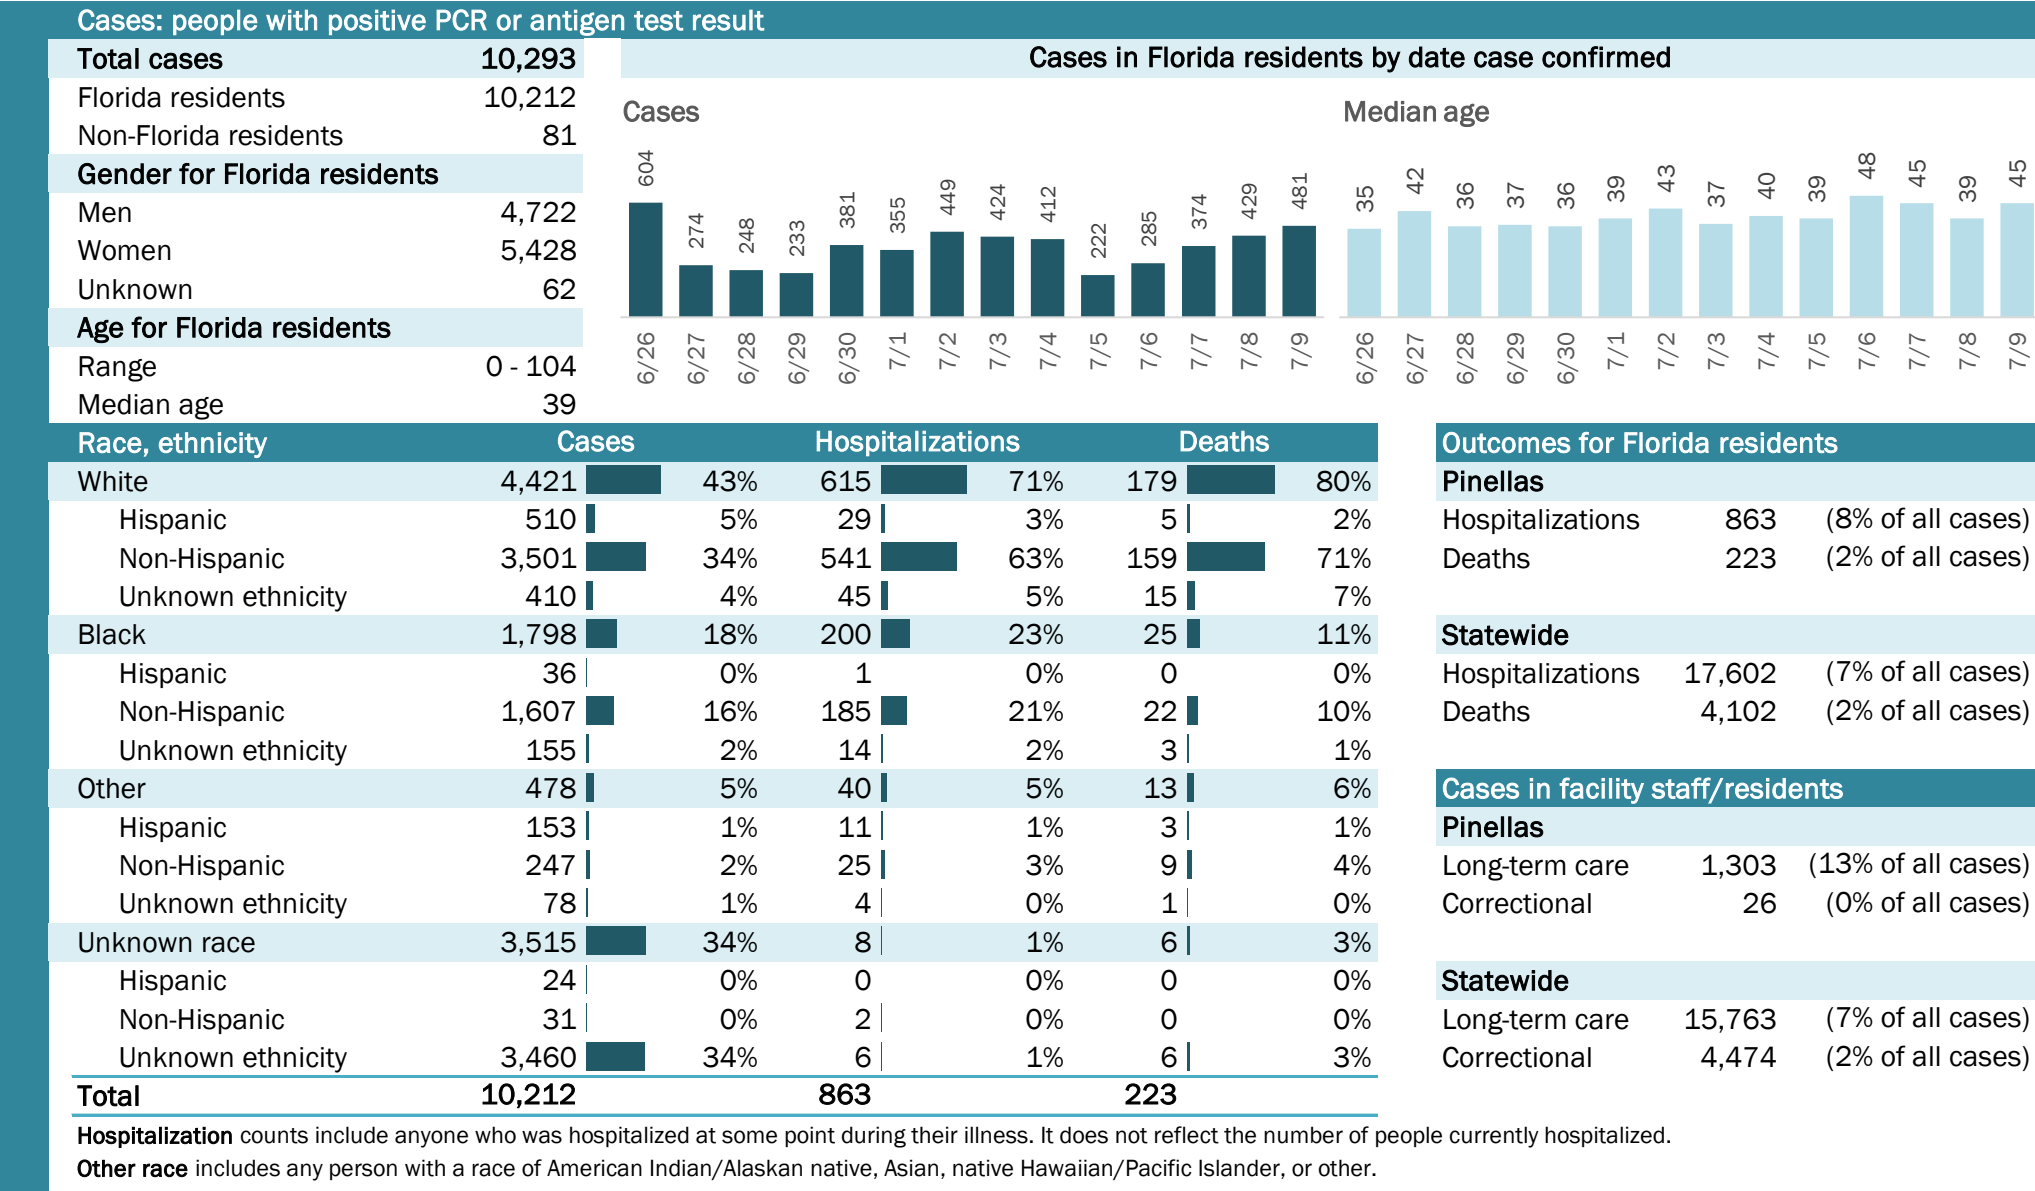 Cases: people with positive PCR or antigen test result
Total cases 10,293
Florida residents 10,212
Non-Florida residents 81
Gender for Florida residents
Men 4,722
Women 5,428
Unknown 62
Age for Florida residents
Range 0 - 104
Median age 39
Cases in Florida residents by date case confirmed
Cases
604 274 248 233 381 355 449 424 412 222 285 374 429 481
6/26 6/27 6/28 6/29 6/30 7/1 7/2 7/3 7/4 7/5 7/6 7/7 7/8 7/9
Median age
35 42 36 37 36 39 43 37 40 39 48 45 39 45
6/26 6/27 6/28 6/29 6/30 7/1 7/2 7/3 7/4 7/5 7/6 7/7 7/8 7/9
Race, ethnicity Cases Hospitalizations Deaths
White 4,421 43% 615 71% 179 80%
Hispanic 510 5% 29 3% 5 2%
Non-Hispanic 3,501 34% 541 63% 159 71%
Unknown ethnicity 410 4% 45 5% 15 7%
Black 1,798 18% 200 23% 25 11%
Hispanic 36 0% 1 0% 0 0%
Non-Hispanic 1,607 16% 185 21% 22 10%
Unknown ethnicity 155 2% 14 2% 3 1%
Other 478 5% 40 5% 13 6%
Hispanic 153 1% 11 1% 3 1%
Non-Hispanic 247 2% 25 3% 9 4%
Unknown ethnicity 78 1% 4 0% 1 0%
Unknown race 3,515 34% 8 1% 6 3%
Hispanic 24 0% 0 0% 0 0%
Non-Hispanic 31 0% 2 0% 0 0%
Unknown ethnicity 3,460 34% 6 1% 6 3%
Total 10,212 863 223
Outcomes for Florida residents
Pinellas
Hospitalizations 863 (8% of all cases)
Deaths 223 (2% of all cases)
Statewide
Hospitalizations 17,602 (7% of all cases)
Deaths 4,102 (2% of all cases)
Cases in facility staff/residents
Pinellas
Long-term care 1,303 (13% of all cases)
Correctional 26 (0% of all cases)
Statewide
Long-term care 15,763 (7% of all cases)
Correctional 4,474 (2% of all cases)
Hospitalization counts include anyone who was hospitalized at some point during their illness. It does not reflect the number of people currently hospitalized.
Other race includes any person with a race of American Indian/Alaskan native, Asian, native Hawaiian/Pacific Islander, or other.